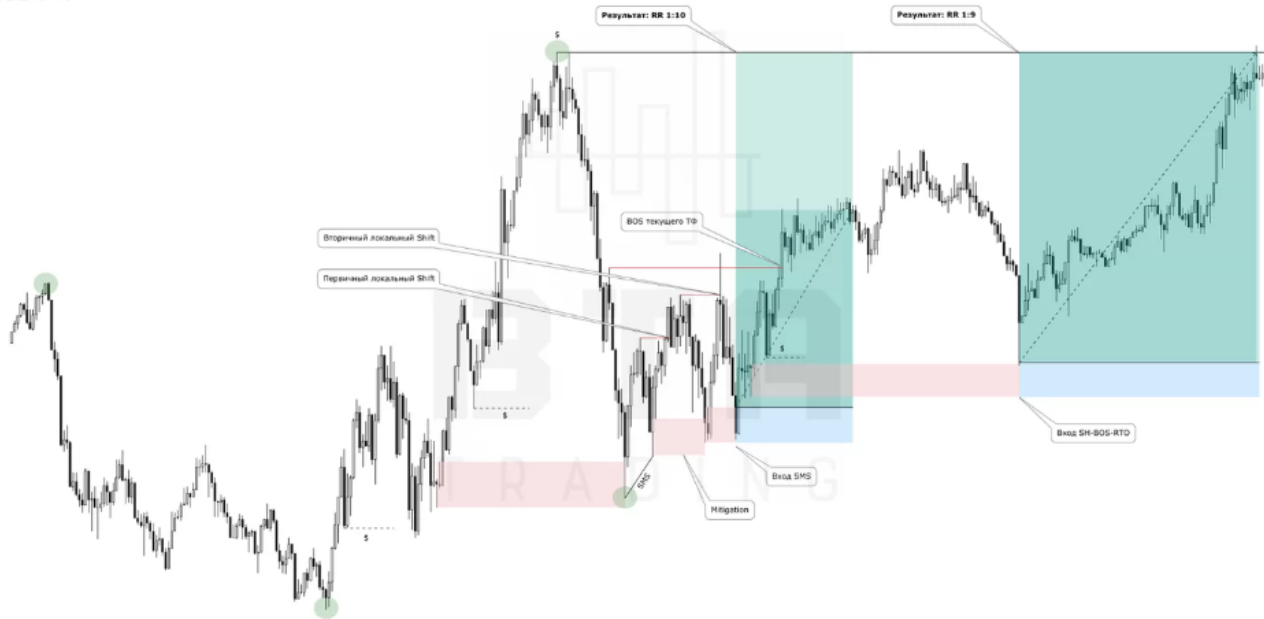 Результат: RR 1:10
Результат: RR 1:9
$
BOS текущего ТФ
Вторичный локальный Shift
Первичный локальный Shift
$
$
$
SMS
Вход SH-BOS-RTO
Вход SMS
Mitigation
TRADING